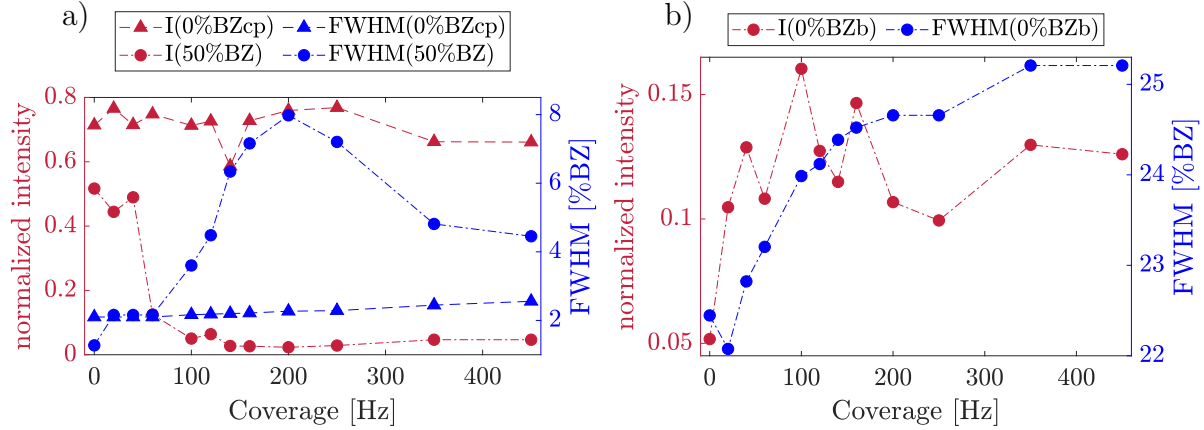 a)
I(0%BZcp) FWHM(0%BZcp)
I(50%BZ) FWHM(50%BZ)
normalized intensity
0.8
0.6
0.4
0.2
0
8
6
4
2
FWHM [%BZ]
0 100 200 300 400
Coverage [Hz]
b)
I(0%BZb) FWHM(0%BZb)
normalized intensity
0.15
0.1
0.05
25
24
23
22
FWHM [%BZ]
0 100 200 300 400
Coverage [Hz]